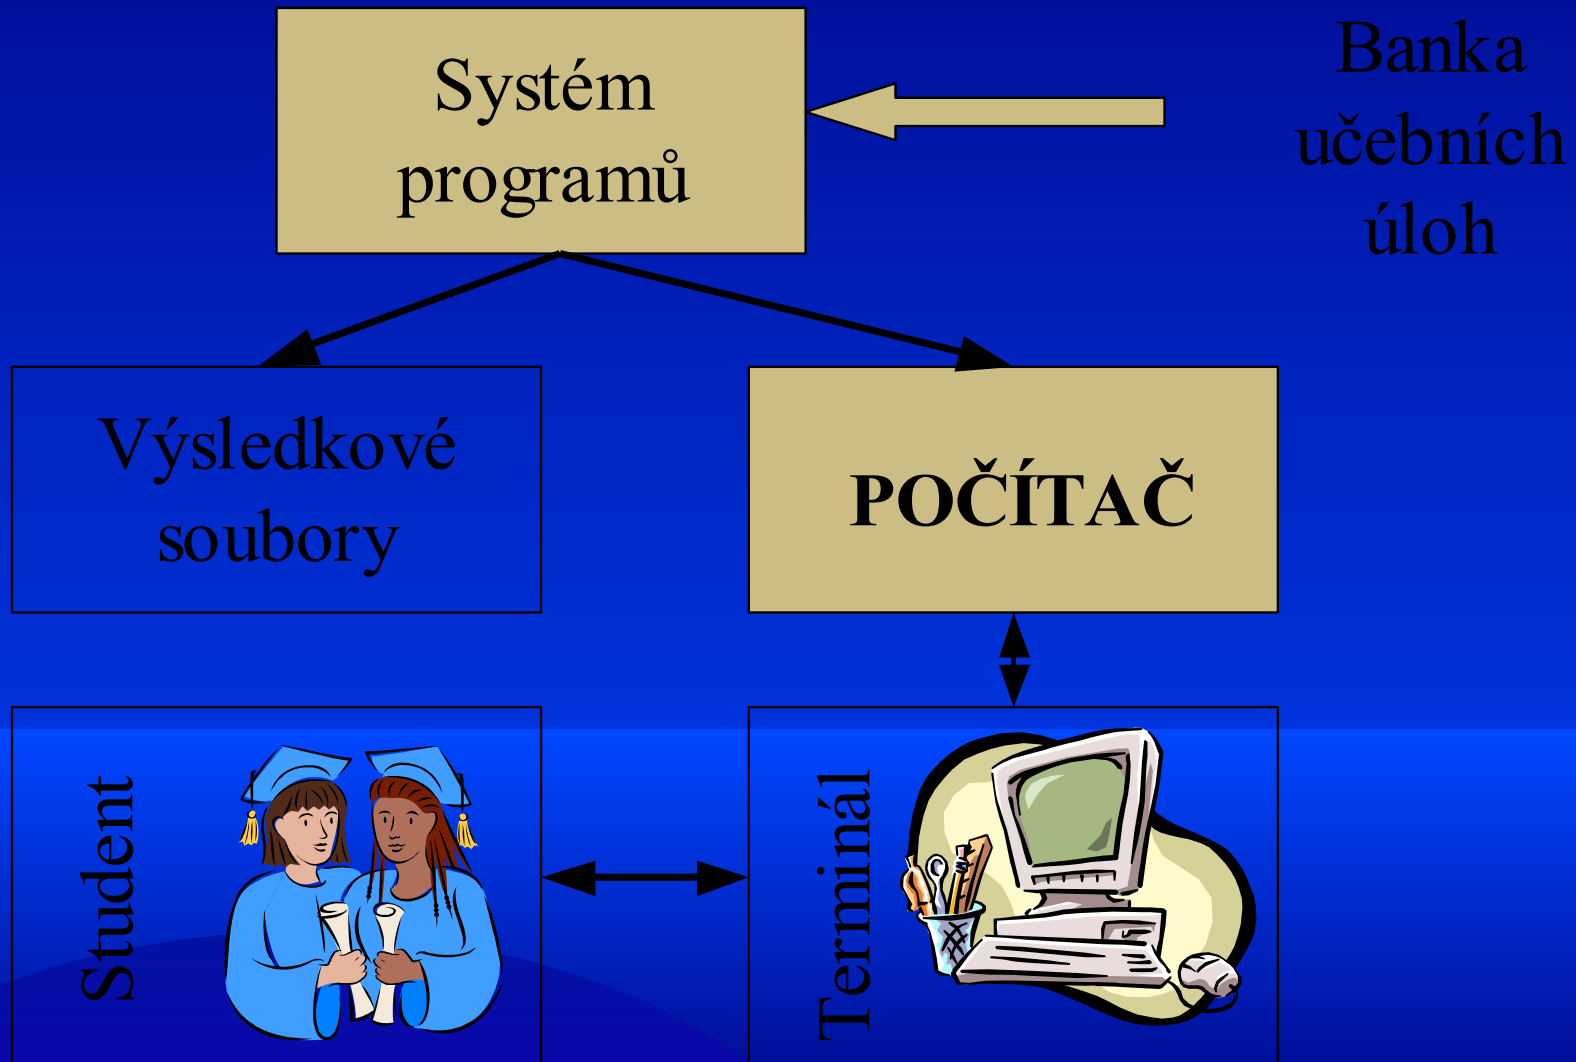 Systém
programů
Banka
učebních
úloh
Výsledkové
soubory
POČÍTAČ
Student
Terminál